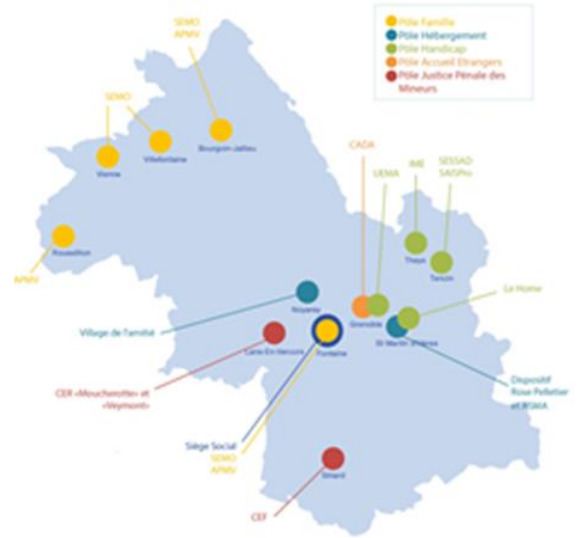 SEMO
APMV
Pôle Famille
Pôle Hébergement
Pôle Handicap
Pôle Accueil Etrangers
Pôle Justice Pénale des
Mineurs
SEMO
Bourgoin-Jallieu
Villefontaine
Vienne
CADA
UEMA
IME
SESSAD
SAISPro
Roussillon
APMV
Theys
Tencin
Noyarey
Grenoble
Le Home
St Martin d'Hères
Village de l'amitié
Lans-En-Vercors
Fontaine
CER «Moucherotte» et
«Veymont»
Dispositif
Rose Pelletier
et
Siège Social
SEMO
APMV
Sinard
CEF